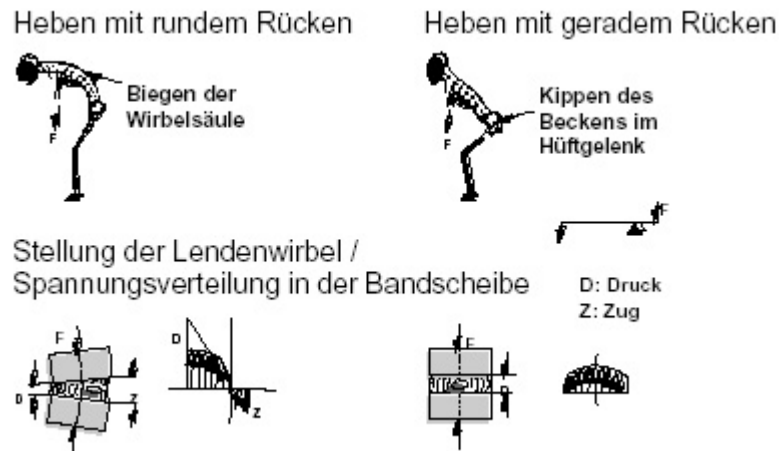 Heben mit rundem Rücken
Heben mit geradem Rücken
Biegen der
Wirbelsäule
F
Kippen des
Beckens im
Hüftgelenk
F
F
Stellung der Lendenwirbel /
Spannungsverteilung in der Bandscheibe
D: Druck
Z: Zug
F
D
Z
D
Z
F
D